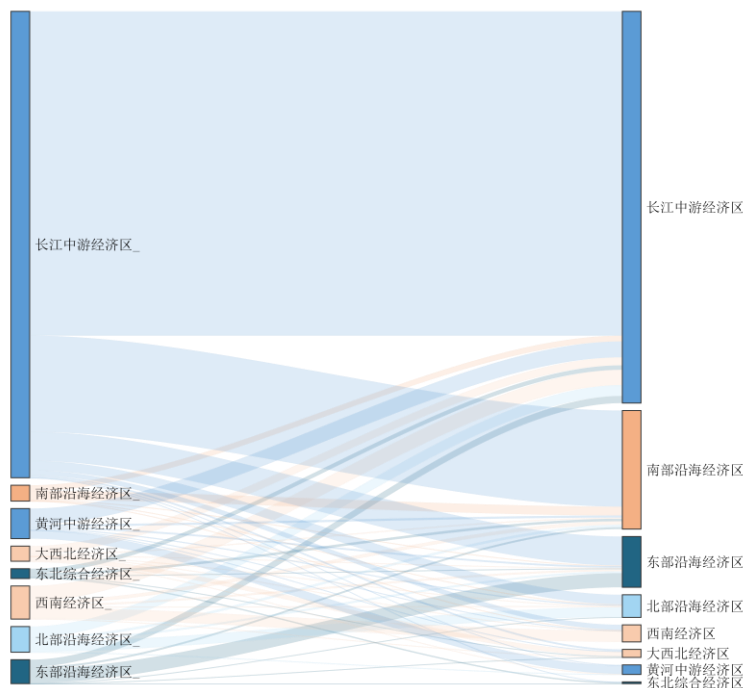 长江中游经济区_
南部沿海经济区_
黄河中游经济区_
大西北经济区_
东北综合经济区_
西南经济区_
北部沿海经济区_
东部沿海经济区_
长江中游经济区
南部沿海经济区
东部沿海经济区
北部沿海经济区
西南经济区
大西北经济区
黄河中游经济区
东北综合经济区